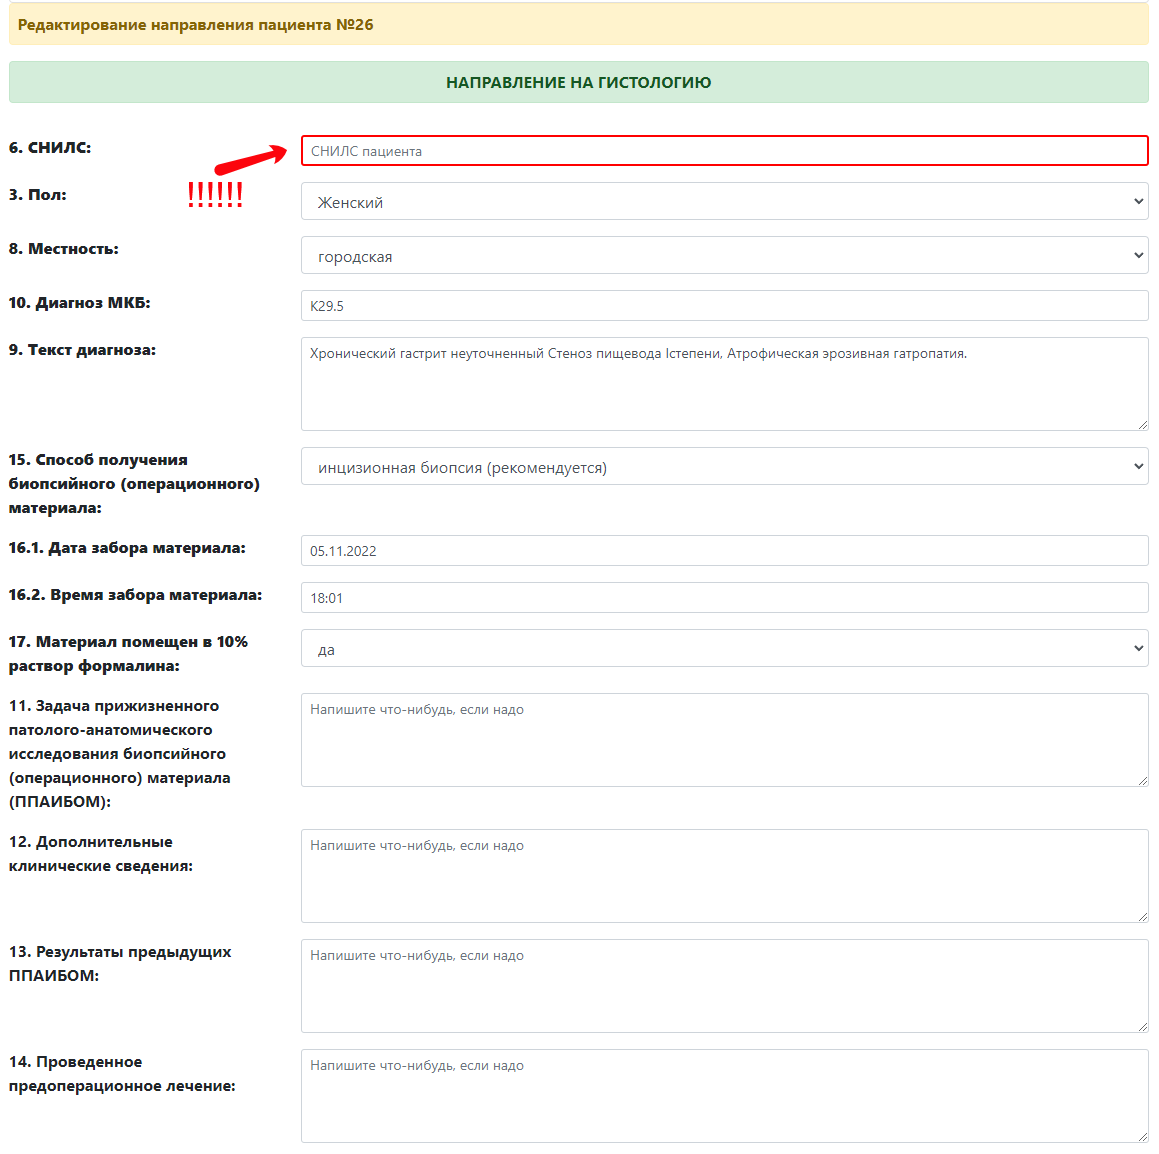 Редактирование направления пациента №26
НАПРАВЛЕНИЕ НА ГИСТОЛОГИЮ
6. СНИЛС:
СНИЛС пациента
!!!!!!
3. Пол:
Женский
8. Местность:
городская
10. Диагноз МКБ:
К29.5
9. Текст диагноза:
Хронический гастрит неуточненный Стеноз пищевода Iстепени, Атрофическая эрозивная гатропатия.
15. Способ получения
биопсийного (операционного)
материала:
инцизионная биопсия (рекомендуется)
16.1. Дата забора материала:
05.11.2022
16.2. Время забора материала:
18:01
17. Материал помещен в 10%
раствор формалина:
да
11. Задача прижизненного
патолого-анатомического
исследования биопсийного
(операционного) материала
(ППАИБОМ):
Напишите что-нибудь, если надо
12. Дополнительные
клинические сведения:
Напишите что-нибудь, если надо
13. Результаты предыдущих
ППАИБОМ:
Напишите что-нибудь, если надо
14. Проведенное
предоперационное лечение:
Напишите что-нибудь, если надо